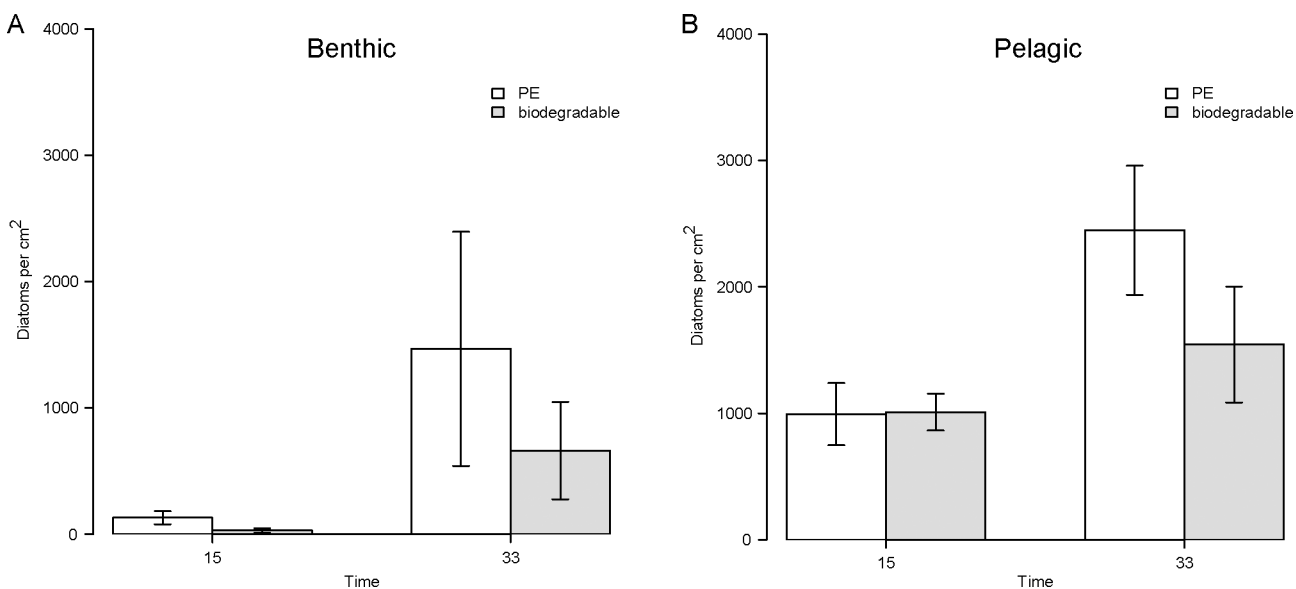 A
Benthic
4000
3000
2000
1000
0
Diatoms per cm2
PE
biodegradable
15
33
Time
B
Pelagic
4000
3000
2000
1000
0
Diatoms per cm2
PE
biodegradable
15
33
Time